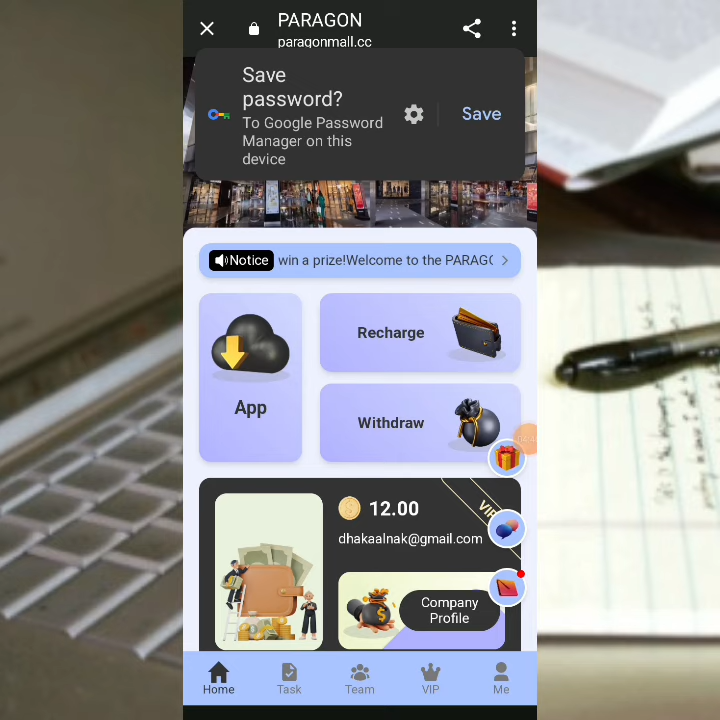 PARAGON
paragonmall.cc
Save
password?
To Google Password
Manager on this
device
Save
Notice win a prize!Welcome to the PARAGO
App
Recharge
Withdraw
12.00
VIP
dhakaalnak@gmail.com
Company
Profile
Home
Task
Team
VIP
Me